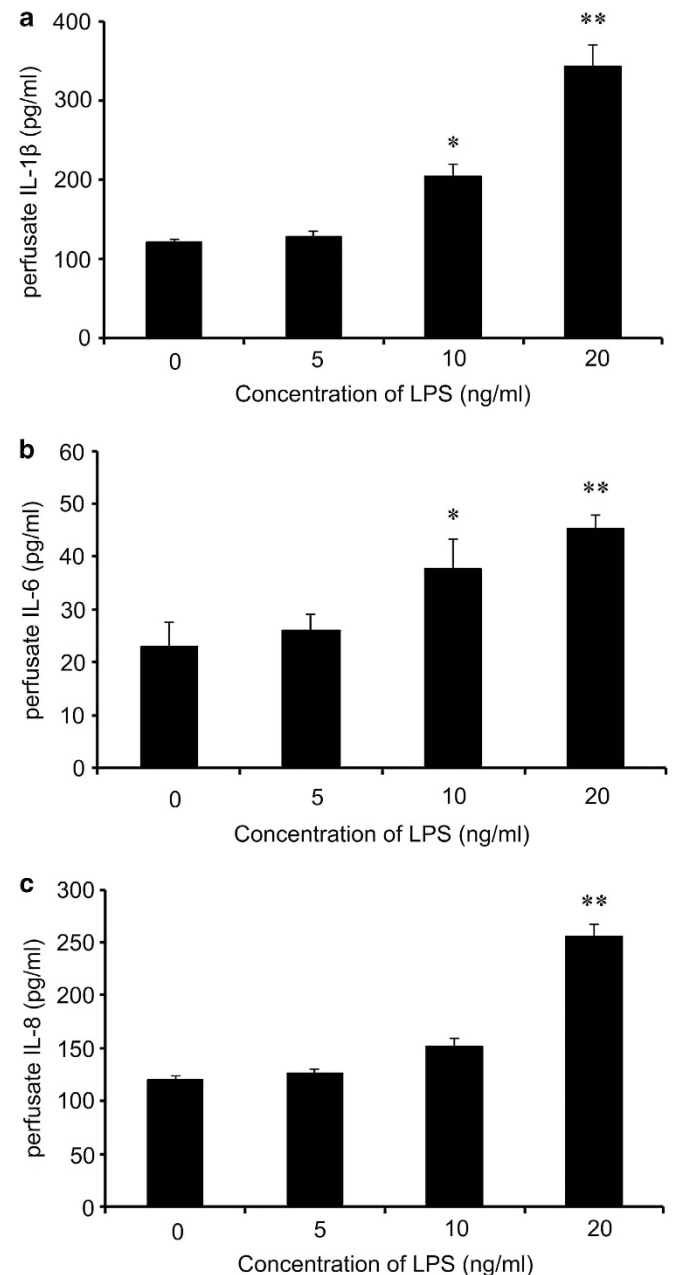 a
perfusate IL-1β (pg/ml)
400
300
200
100
0
*
**
0 5 10 20
Concentration of LPS (ng/ml)
b
perfusate IL-6 (pg/ml)
60
50
40
30
20
10
0
*
**
0 5 10 20
Concentration of LPS (ng/ml)
c
perfusate IL-8 (pg/ml)
300
250
200
150
100
50
0
**
0 5 10 20
Concentration of LPS (ng/ml)